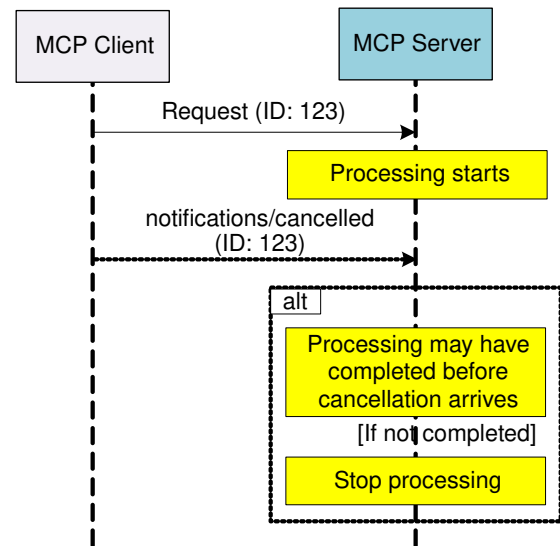 MCP Client
MCP Server
Request (ID: 123)
Processing starts
notifications/cancelled
(ID: 123)
alt
Processing may have
completed before
cancellation arrives
[If not completed]
Stop processing